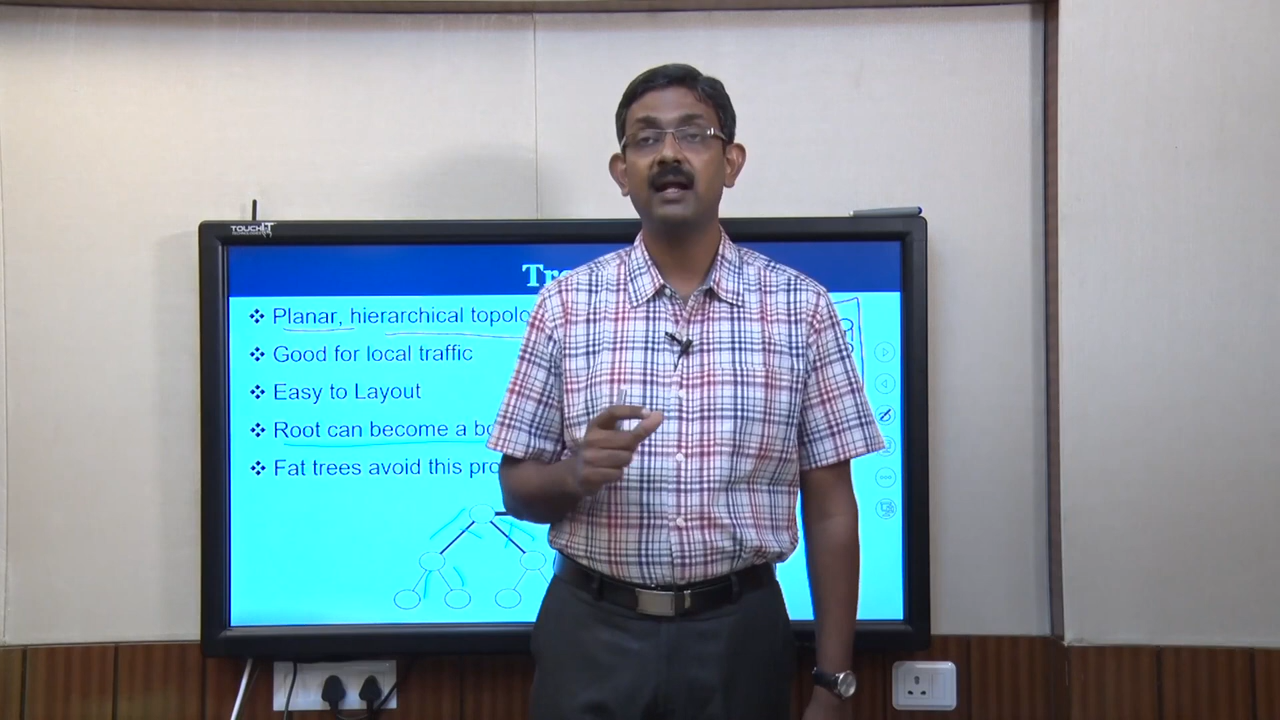 TOUCHIT
Tre
❖ Planar, hierarchical topolo
❖ Good for local traffic
❖ Easy to Layout
❖ Root can become a bo
❖ Fat trees avoid this pro